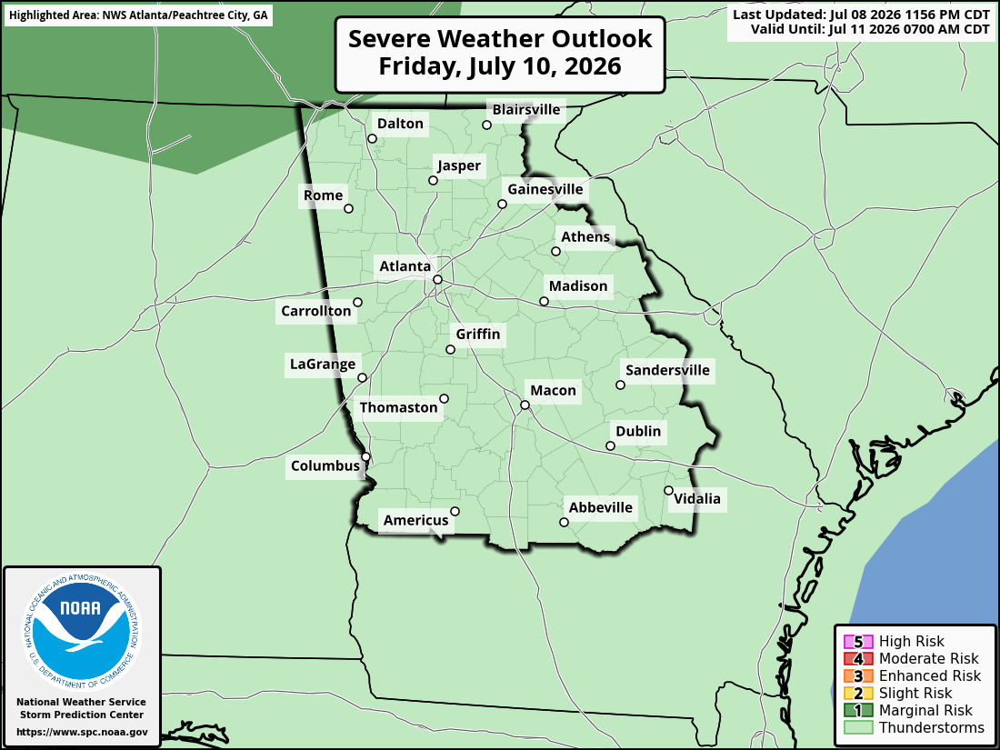 Highlighted Area: NWS Atlanta/Peachtree City, GA
Severe Weather Outlook
Friday, July 10, 2026
Last Updated: Jul 08 2026 1156 PM CDT
Valid Until: Jul 11 2026 0700 AM CDT
Blairsville
Dalton
Jasper
Rome
Gainesville
Athens
Atlanta
Madison
Carrollton
Griffin
LaGrange
Sandersville
Macon
Thomaston
Dublin
Columbus
Vidalia
Abbeville
Americus
NATIONAL OCEANIC AND ATMOSPHERIC ADMINISTRATION
NOAA
U.S. DEPARTMENT OF COMMERCE
National Weather Service
Storm Prediction Center
https://www.spc.noaa.gov
5 High Risk
4 Moderate Risk
3 Enhanced Risk
2 Slight Risk
1 Marginal Risk
Thunderstorms